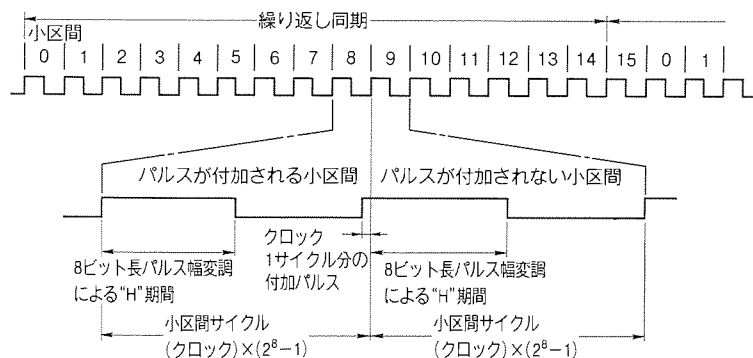 繰り返し同期
小区間
0 1 2 3 4 5 6 7 8 9 10 11 12 13 14 15 0 1
パルスが付加される小区間
パルスが付加されない小区間
クロック
1サイクル分の
付加パルス
8ビット長パルス幅変調
による“H”期間
8ビット長パルス幅変調
による“H”期間
小区間サイクル
(クロック)×(2⁸−1)
小区間サイクル
(クロック)×(2⁸−1)